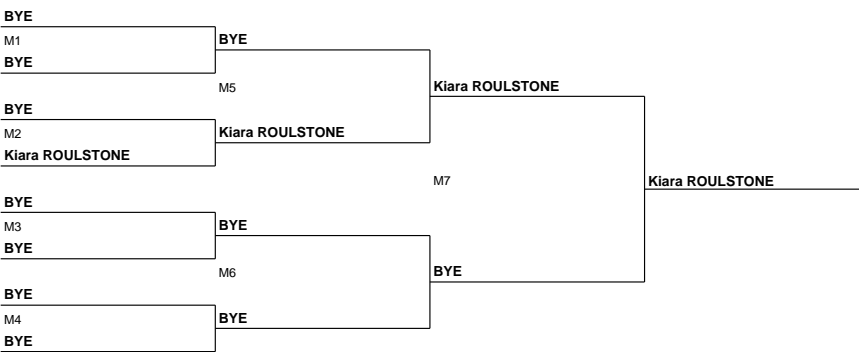 BYE
M1
BYE
BYE
M5
Kiara ROULSTONE
BYE
M2
Kiara ROULSTONE
Kiara ROULSTONE
M7
Kiara ROULSTONE
BYE
M3
BYE
BYE
M6
BYE
BYE
M4
BYE
BYE